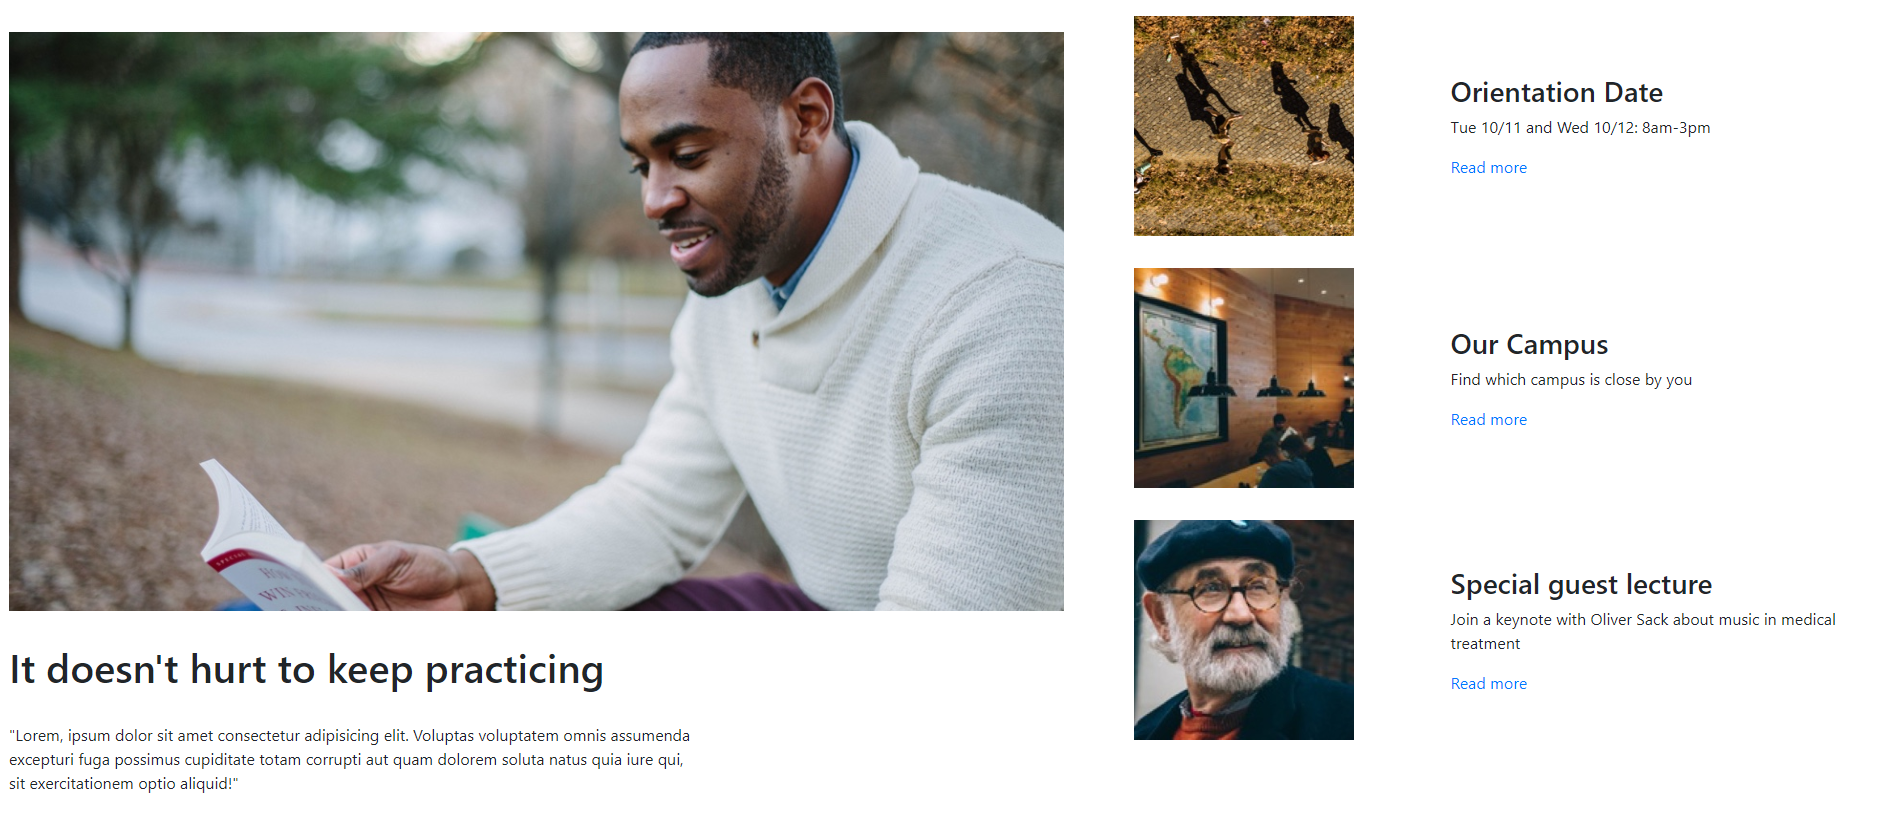 It doesn't hurt to keep practicing
"Lorem, ipsum dolor sit amet consectetur adipisicing elit. Voluptas voluptatem omnis assumenda
excepturi fuga possimus cupiditate totam corrupti aut quam dolorem soluta natus quia iure qui,
sit exercitationem optio aliquid!"
Orientation Date
Tue 10/11 and Wed 10/12: 8am-3pm
Read more
Our Campus
Find which campus is close by you
Read more
Special guest lecture
Join a keynote with Oliver Sack about music in medical
treatment
Read more